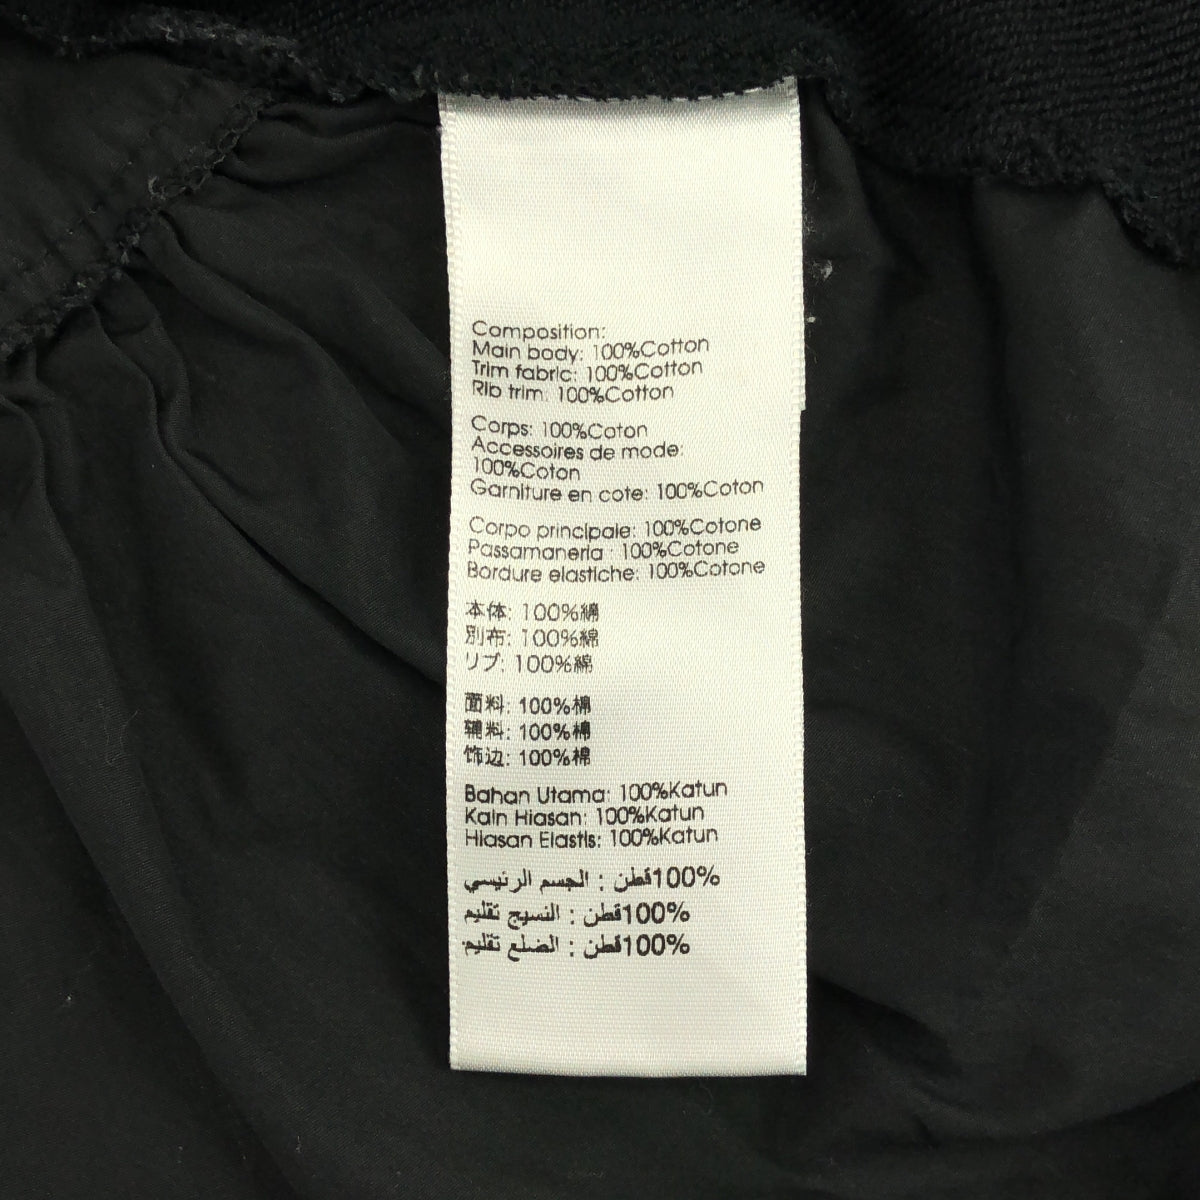 Composition:
Main body: 100%Cotton
Trim fabric: 100%Cotton
Rib trim: 100%Cotton
Corps: 100%Coton
Accessoires de mode:
100%Coton
Garniture en cote: 100%Coton
Corpo principale: 100%Cotone
Passamaneria : 100%Cotone
Bordure elastiche: 100%Cotone
本体: 100%綿
別布: 100%綿
リブ: 100%綿
面料: 100%棉
辅料: 100%棉
饰边: 100%棉
Bahan Utama: 100%Katun
Kain Hiasan: 100%Katun
Hiasan Elastis: 100%Katun
100%قطن : الجسم الرئيسي
100%قطن : النسيج تقليم
100%قطن : الضلع تقليم